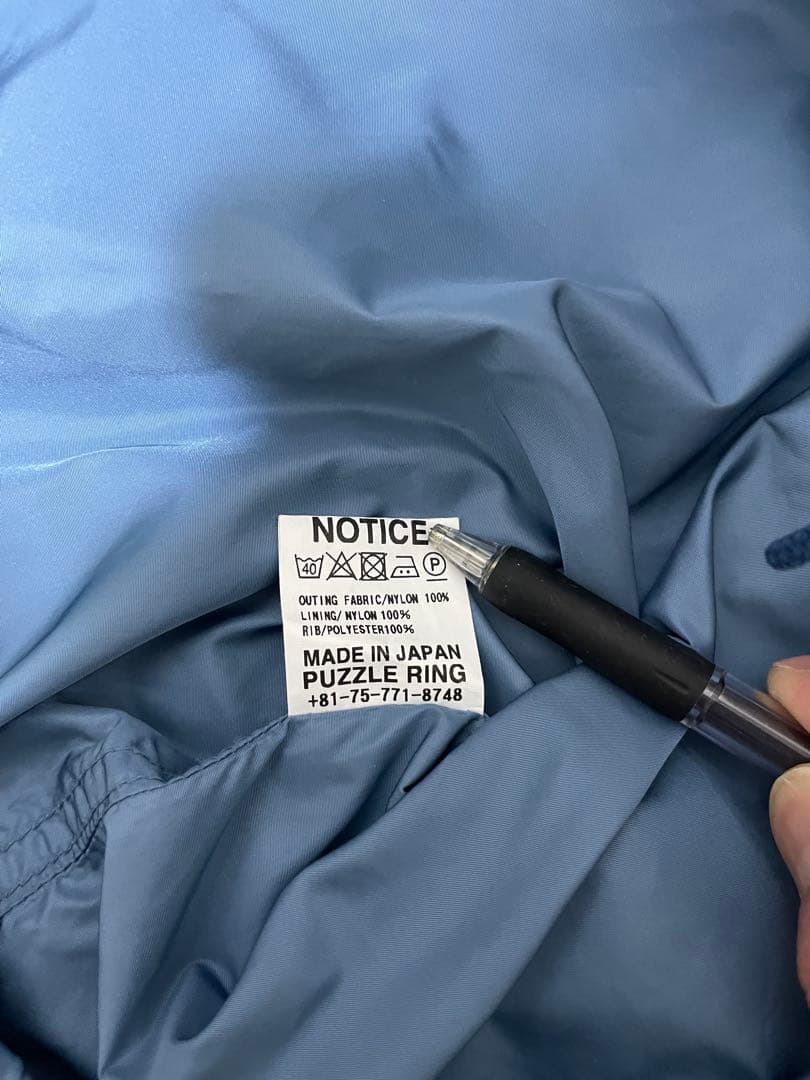 NOTICE
40 P
OUTING FABRIC/NYLON 100%
LINING/NYLON 100%
RIB/POLYESTER100%
MADE IN JAPAN
PUZZLE RING
+81-75-771-8748